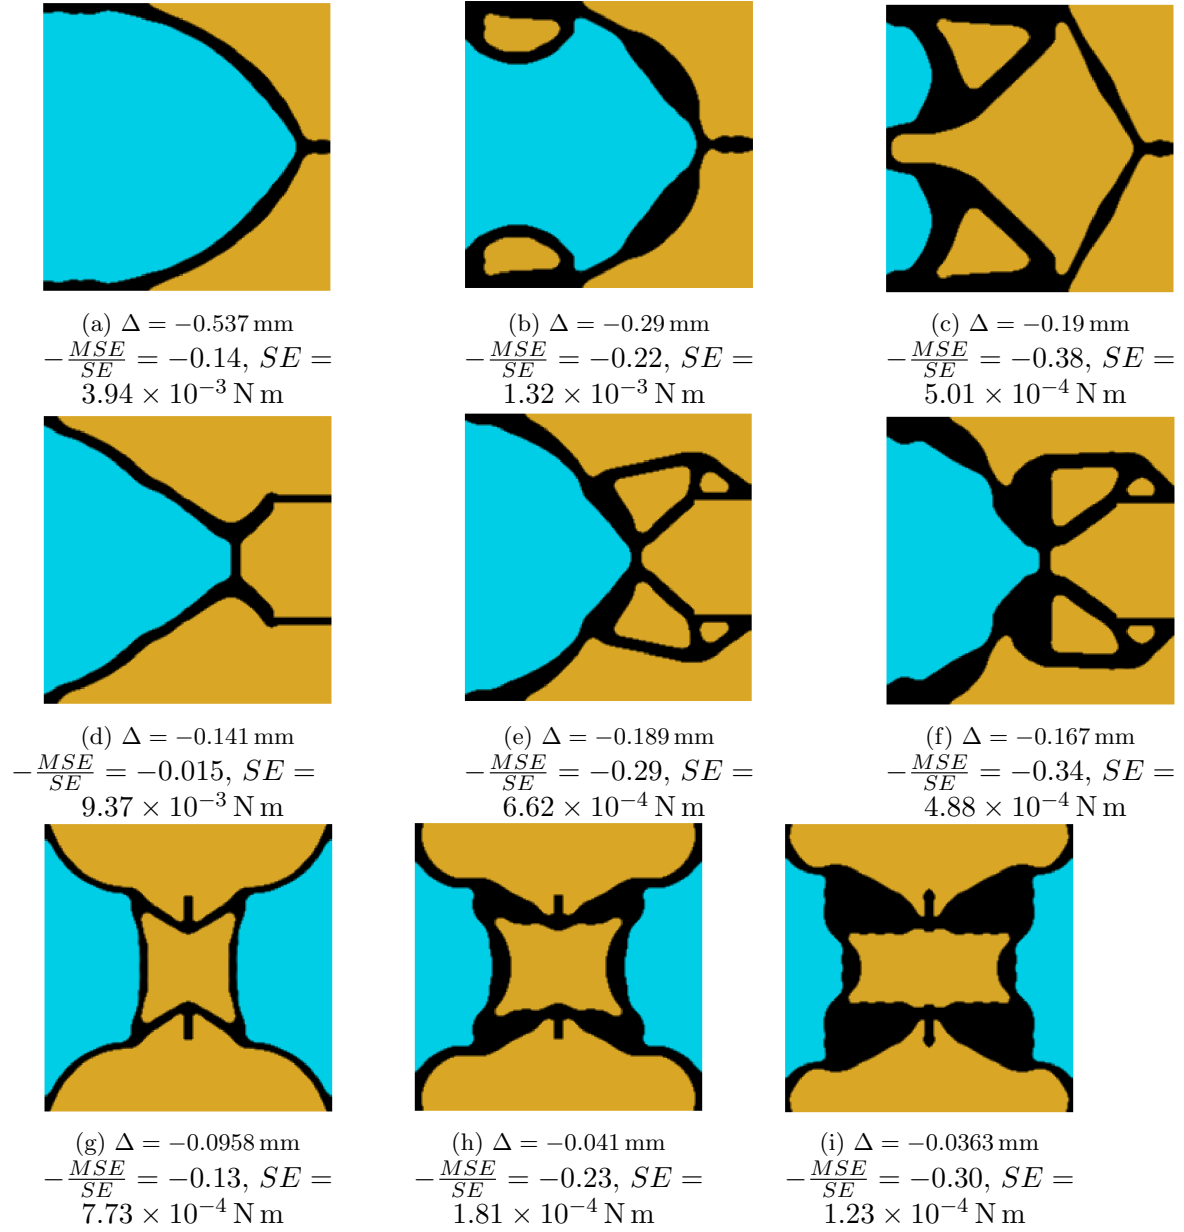 (a) Δ = −0.537 mm
(b) Δ = −0.29 mm
(c) Δ = −0.19 mm
−MSE/SE = −0.14, SE =
3.94 × 10⁻³ N m
−MSE/SE = −0.22, SE =
1.32 × 10⁻³ N m
−MSE/SE = −0.38, SE =
5.01 × 10⁻⁴ N m
(d) Δ = −0.141 mm
(e) Δ = −0.189 mm
(f) Δ = −0.167 mm
−MSE/SE = −0.015, SE =
9.37 × 10⁻³ N m
−MSE/SE = −0.29, SE =
6.62 × 10⁻⁴ N m
−MSE/SE = −0.34, SE =
4.88 × 10⁻⁴ N m
(g) Δ = −0.0958 mm
(h) Δ = −0.041 mm
(i) Δ = −0.0363 mm
−MSE/SE = −0.13, SE =
7.73 × 10⁻⁴ N m
−MSE/SE = −0.23, SE =
1.81 × 10⁻⁴ N m
−MSE/SE = −0.30, SE =
1.23 × 10⁻⁴ N m